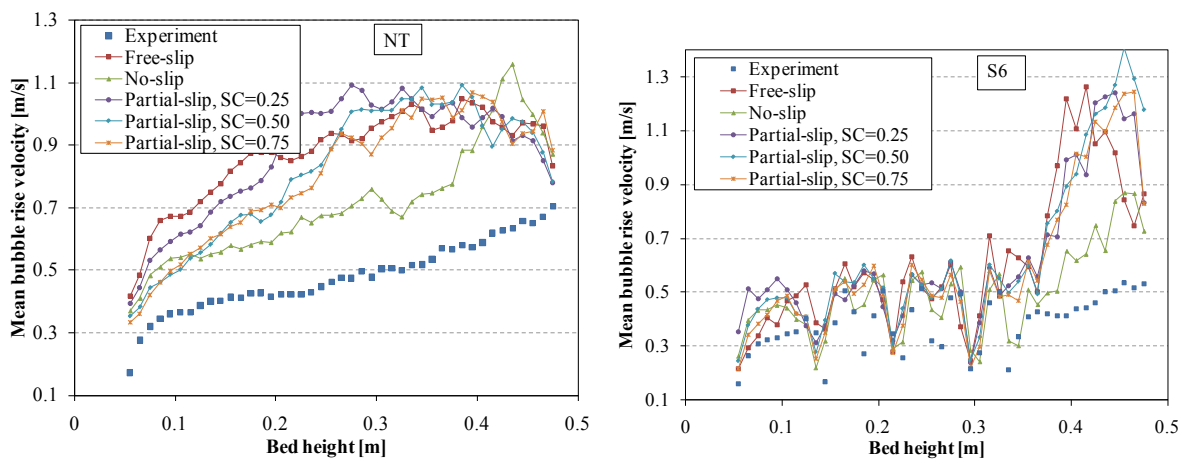 1.3
1.1
0.9
0.7
0.5
0.3
0.1
Mean bubble rise velocity [m/s]
NT
Experiment
Free-slip
No-slip
Partial-slip, SC=0.25
Partial-slip, SC=0.50
Partial-slip, SC=0.75
0
0.1
0.2
0.3
0.4
0.5
Bed height [m]
1.3
1.1
0.9
0.7
0.5
0.3
0.1
Mean bubble rise velocity [m/s]
S6
Experiment
Free-slip
No-slip
Partial-slip, SC=0.25
Partial-slip, SC=0.50
Partial-slip, SC=0.75
0
0.1
0.2
0.3
0.4
0.5
Bed height [m]